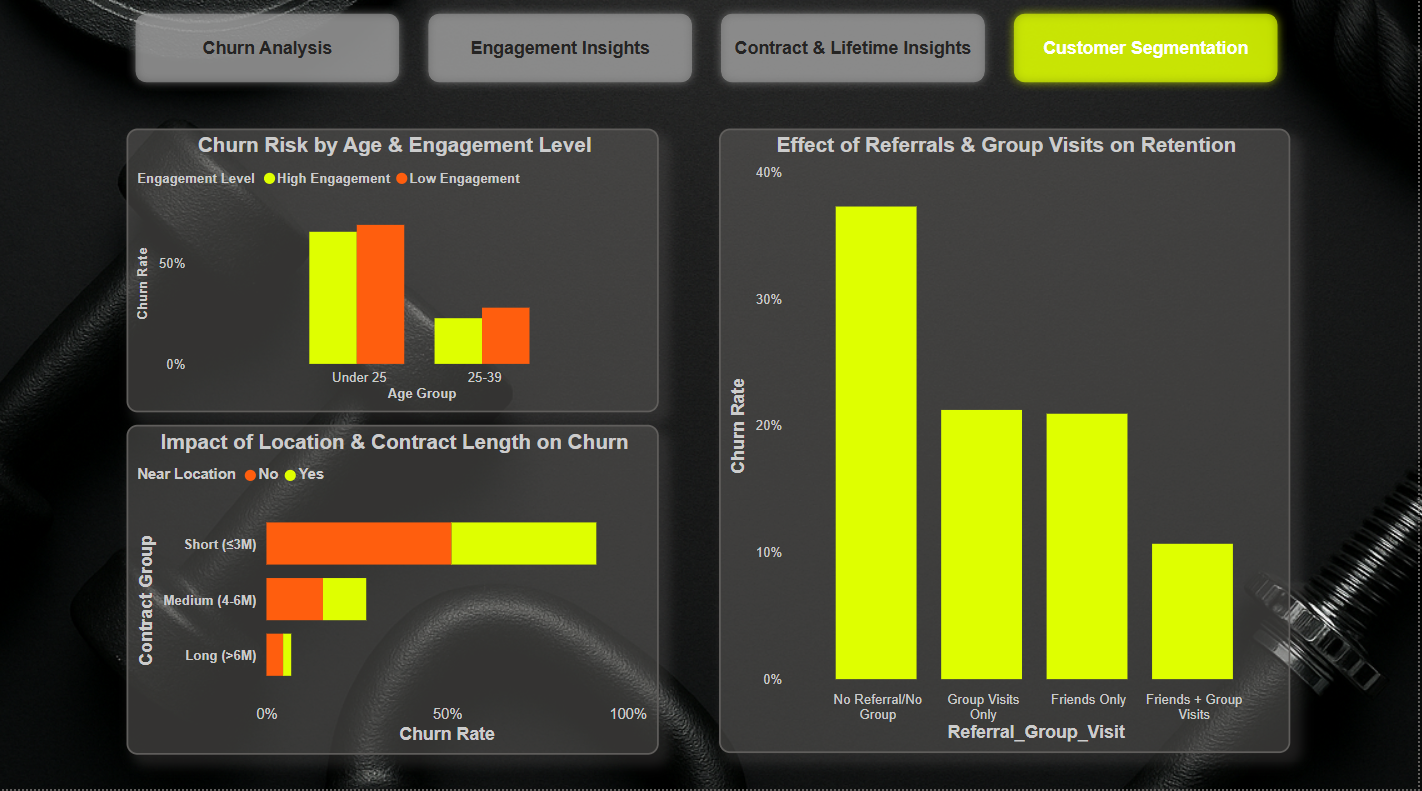 Churn Analysis
Engagement Insights
Contract & Lifetime Insights
Customer Segmentation
Churn Risk by Age & Engagement Level
Engagement Level High Engagement Low Engagement
Churn Rate
50%
0%
Under 25
25-39
Age Group
Impact of Location & Contract Length on Churn
Near Location No Yes
Contract Group
Short (≤3M)
Medium (4-6M)
Long (>6M)
0%
50%
100%
Churn Rate
Effect of Referrals & Group Visits on Retention
Churn Rate
40%
30%
20%
10%
0%
No Referral/No
Group
Group Visits
Only
Friends Only
Friends + Group
Visits
Referral_Group_Visit